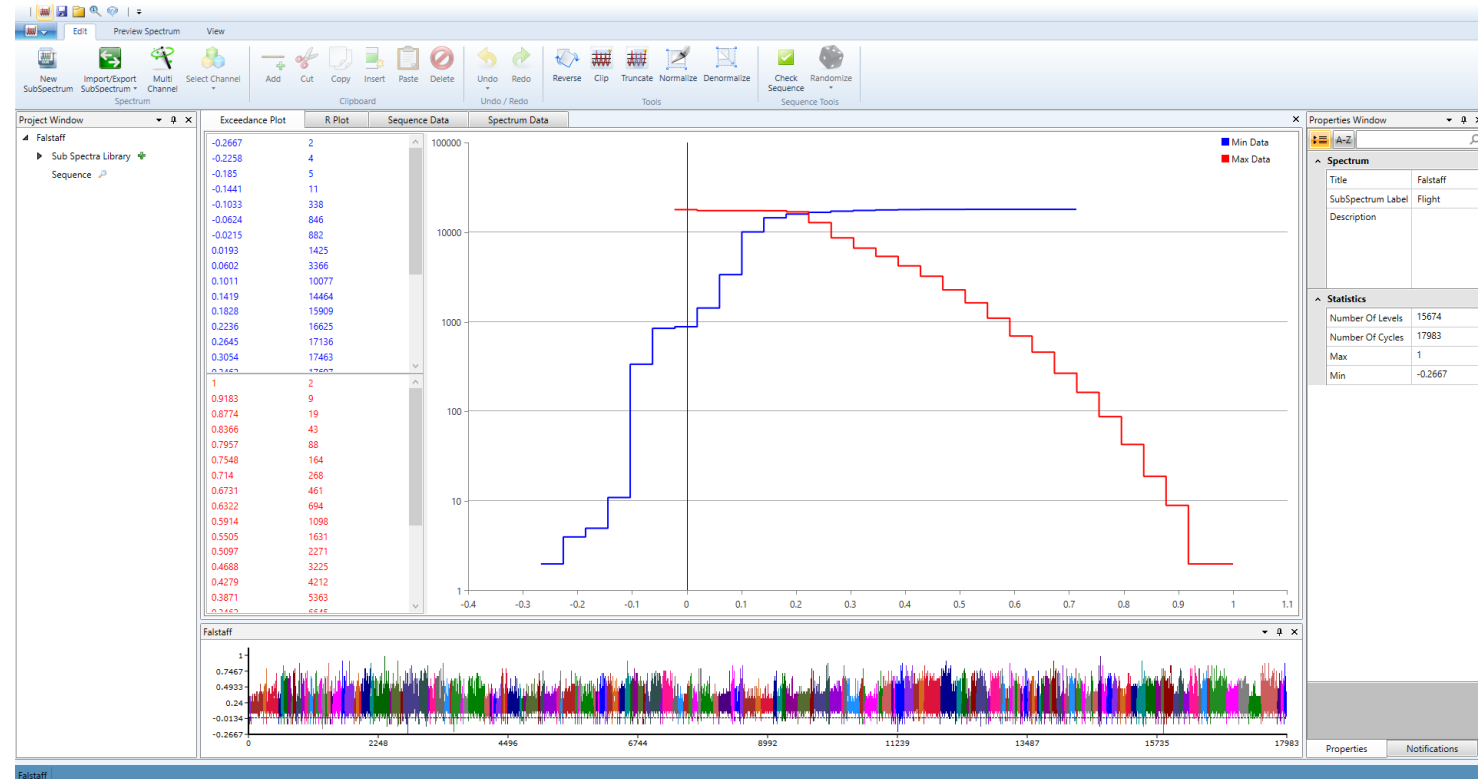 Edit Preview Spectrum View
New SubSpectrum Import/Export SubSpectrum Multi Channel Select Channel Add Cut Copy Insert Paste Delete Undo Redo Reverse Clip Truncate Normalize Denormalize Check Sequence Randomize
Spectrum Clipboard Undo / Redo Tools Sequence Tools
Project Window
Falstaff
Sub Spectra Library
Sequence
Exceedance Plot R Plot Sequence Data Spectrum Data
-0.2667 2
-0.2258 4
-0.185 5
-0.1441 11
-0.1033 338
-0.0624 846
-0.0215 882
0.0193 1425
0.0602 3366
0.1011 10077
0.1419 14464
0.1828 15909
0.2236 16625
0.2645 17136
0.3054 17463
1 2
0.9183 9
0.8774 19
0.8366 43
0.7957 88
0.7548 164
0.714 268
0.6731 461
0.6322 694
0.5914 1098
0.5505 1631
0.5097 2271
0.4688 3225
0.4279 4212
0.3871 5363
100000
10000
1000
100
10
1
-0.4 -0.3 -0.2 -0.1 0 0.1 0.2 0.3 0.4 0.5 0.6 0.7 0.8 0.9 1 1.1
Min Data
Max Data
Falstaff
1
0.7467
0.4933
0.24
-0.0134
-0.2667
0 2248 4496 6744 8992 11239 13487 15735 17983
Properties Window
A-Z
Spectrum
Title Falstaff
SubSpectrum Label Flight
Description
Statistics
Number Of Levels 15674
Number Of Cycles 17983
Max 1
Min -0.2667
Properties Notifications
Falstaff